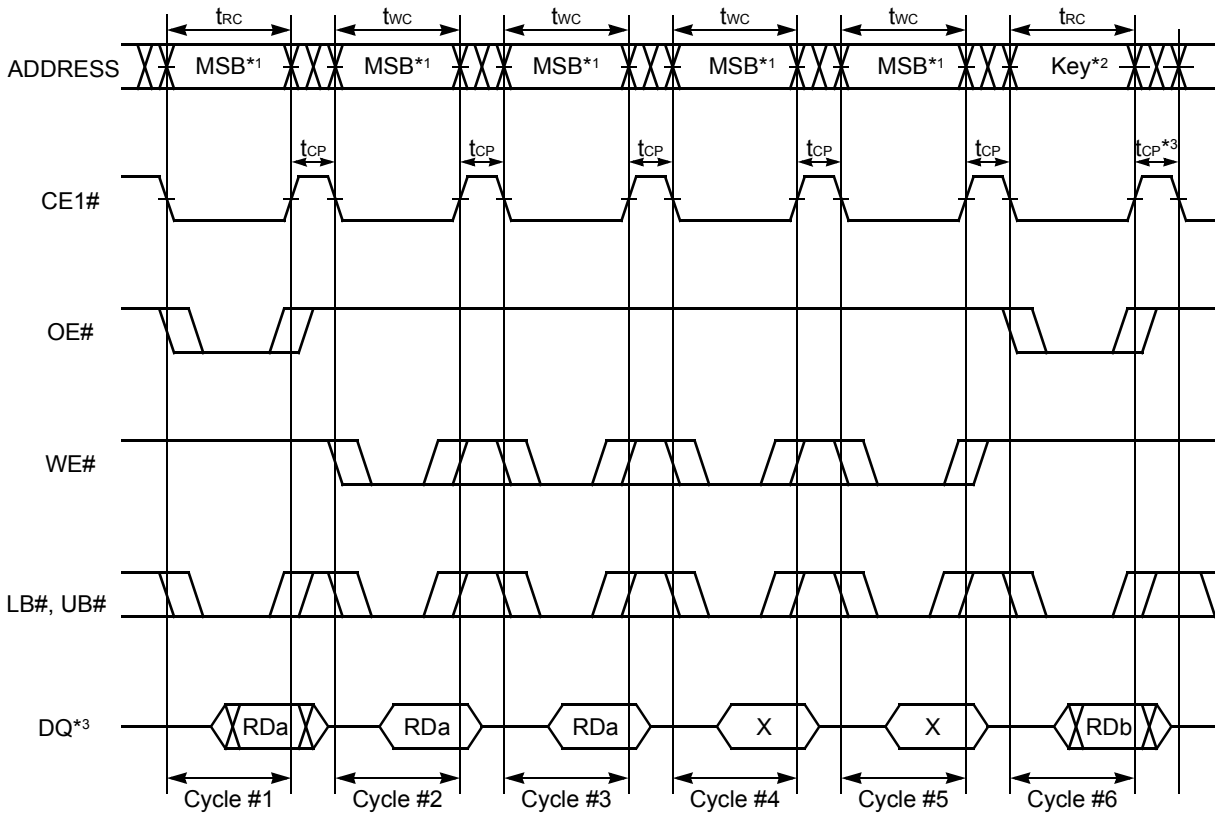 tRC tWC tWC tWC tWC tRC
ADDRESS MSB*1 MSB*1 MSB*1 MSB*1 MSB*1 Key*2
tCP tCP tCP tCP tCP tCP*3
CE1#
OE#
WE#
LB#, UB#
DQ*3 RDa RDa RDa X X RDb
Cycle #1 Cycle #2 Cycle #3 Cycle #4 Cycle #5 Cycle #6